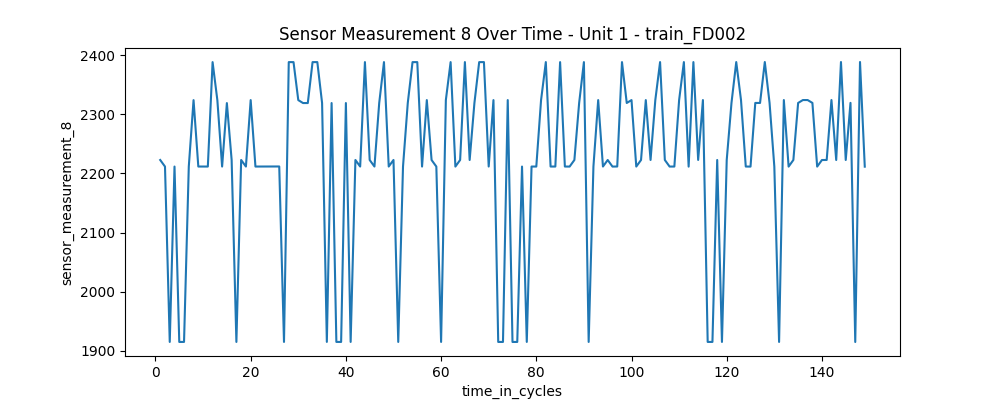 Sensor Measurement 8 Over Time - Unit 1 - train_FD002
2400
2300
2200
2100
2000
1900
sensor_measurement_8
0 20 40 60 80 100 120 140
time_in_cycles